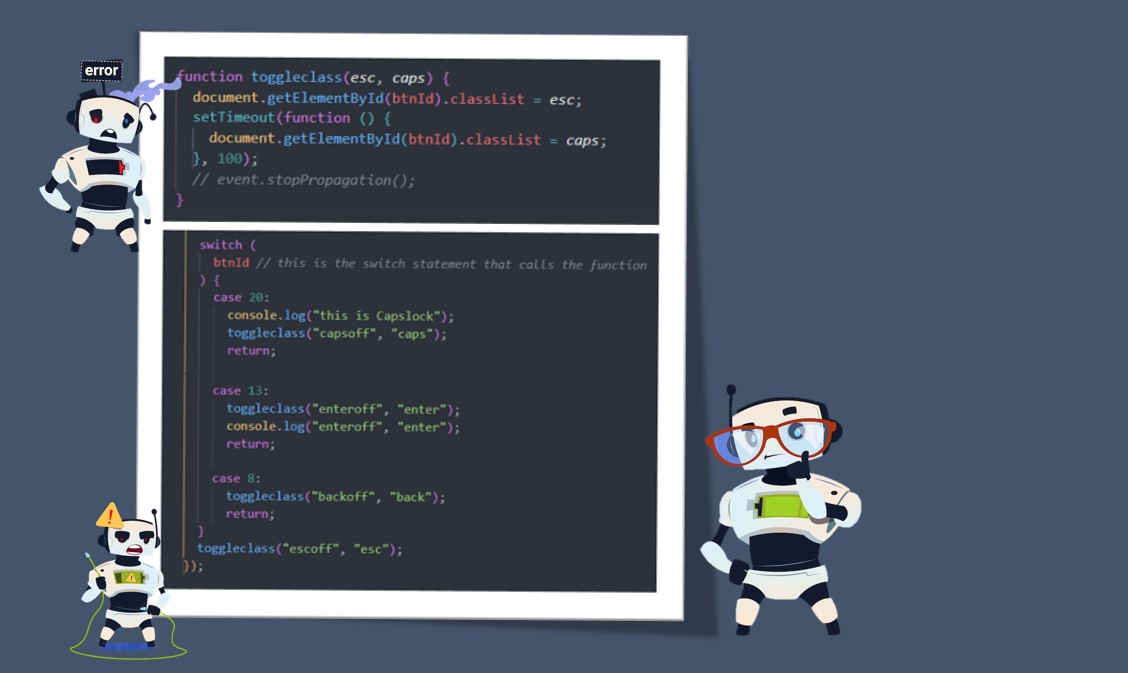 error
function toggleclass(esc, caps) {
document.getElementById(btnId).classList = esc;
setTimeout(function () {
document.getElementById(btnId).classList = caps;
}, 100);
// event.stopPropagation();
}
switch (
btnId // this is the switch statement that calls the function
) {
case 20:
console.log("this is Capslock");
toggleclass("capsoff", "caps");
return;
case 13:
toggleclass("enteroff", "enter");
console.log("enteroff", "enter");
return;
case 8:
toggleclass("backoff", "back");
return;
}
toggleclass("escoff", "esc");
});